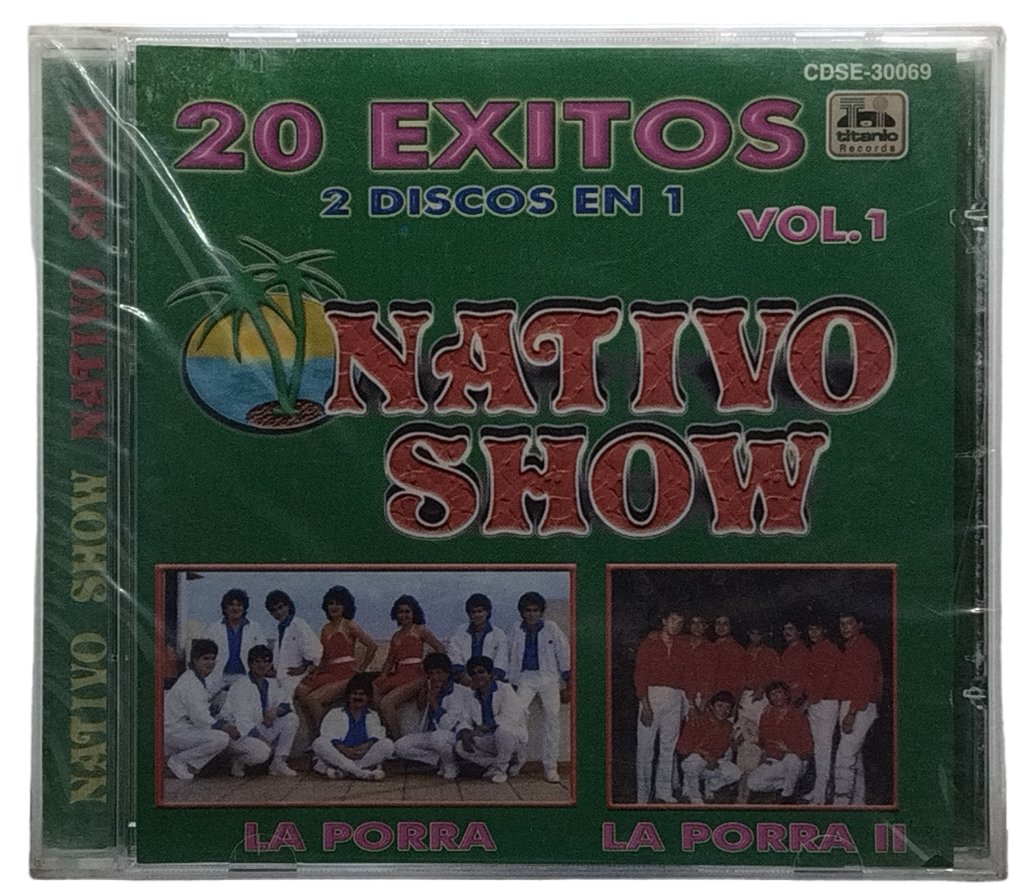 CDSE-30069
20 EXITOS
titanio
Records
2 DISCOS EN 1
VOL.1
NATIVO
SHOW
LA PORRA
LA PORRA II
NATIVO SHOW NATIVO SHOW